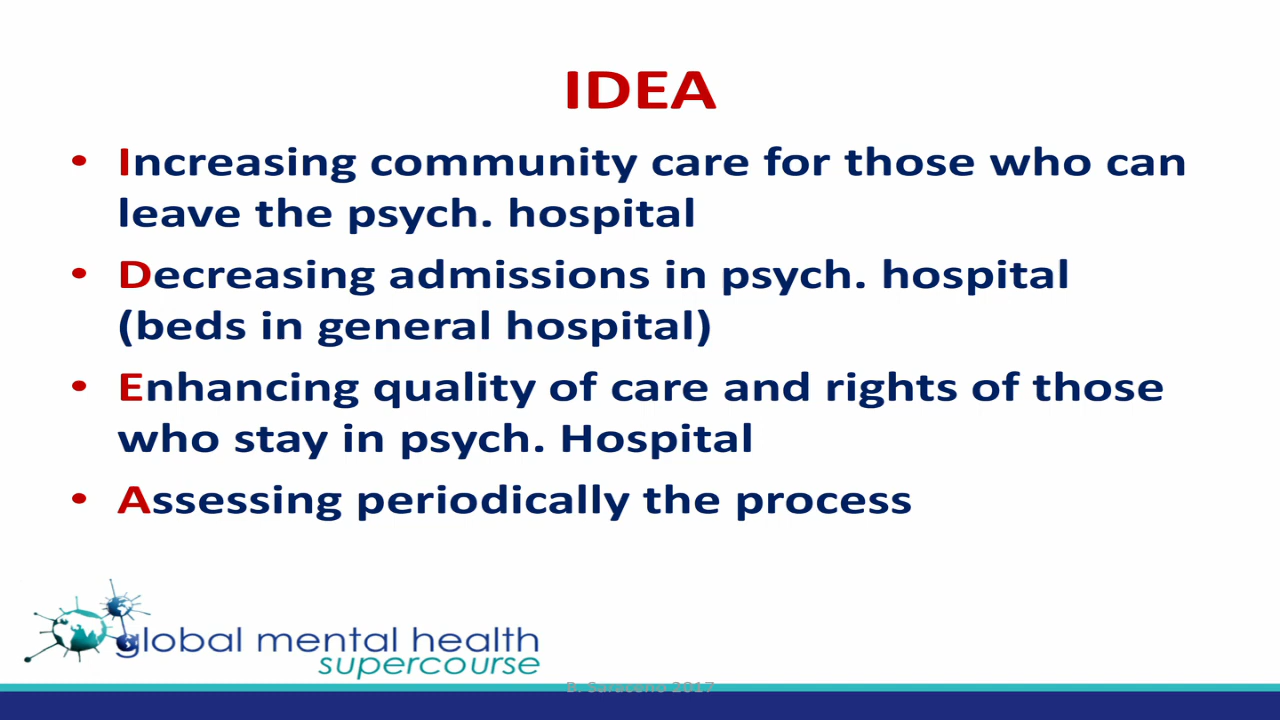 IDEA
• Increasing community care for those who can
leave the psych. hospital
• Decreasing admissions in psych. hospital
(beds in general hospital)
• Enhancing quality of care and rights of those
who stay in psych. Hospital
• Assessing periodically the process
global mental health
supercourse
B. Saraceno 2017